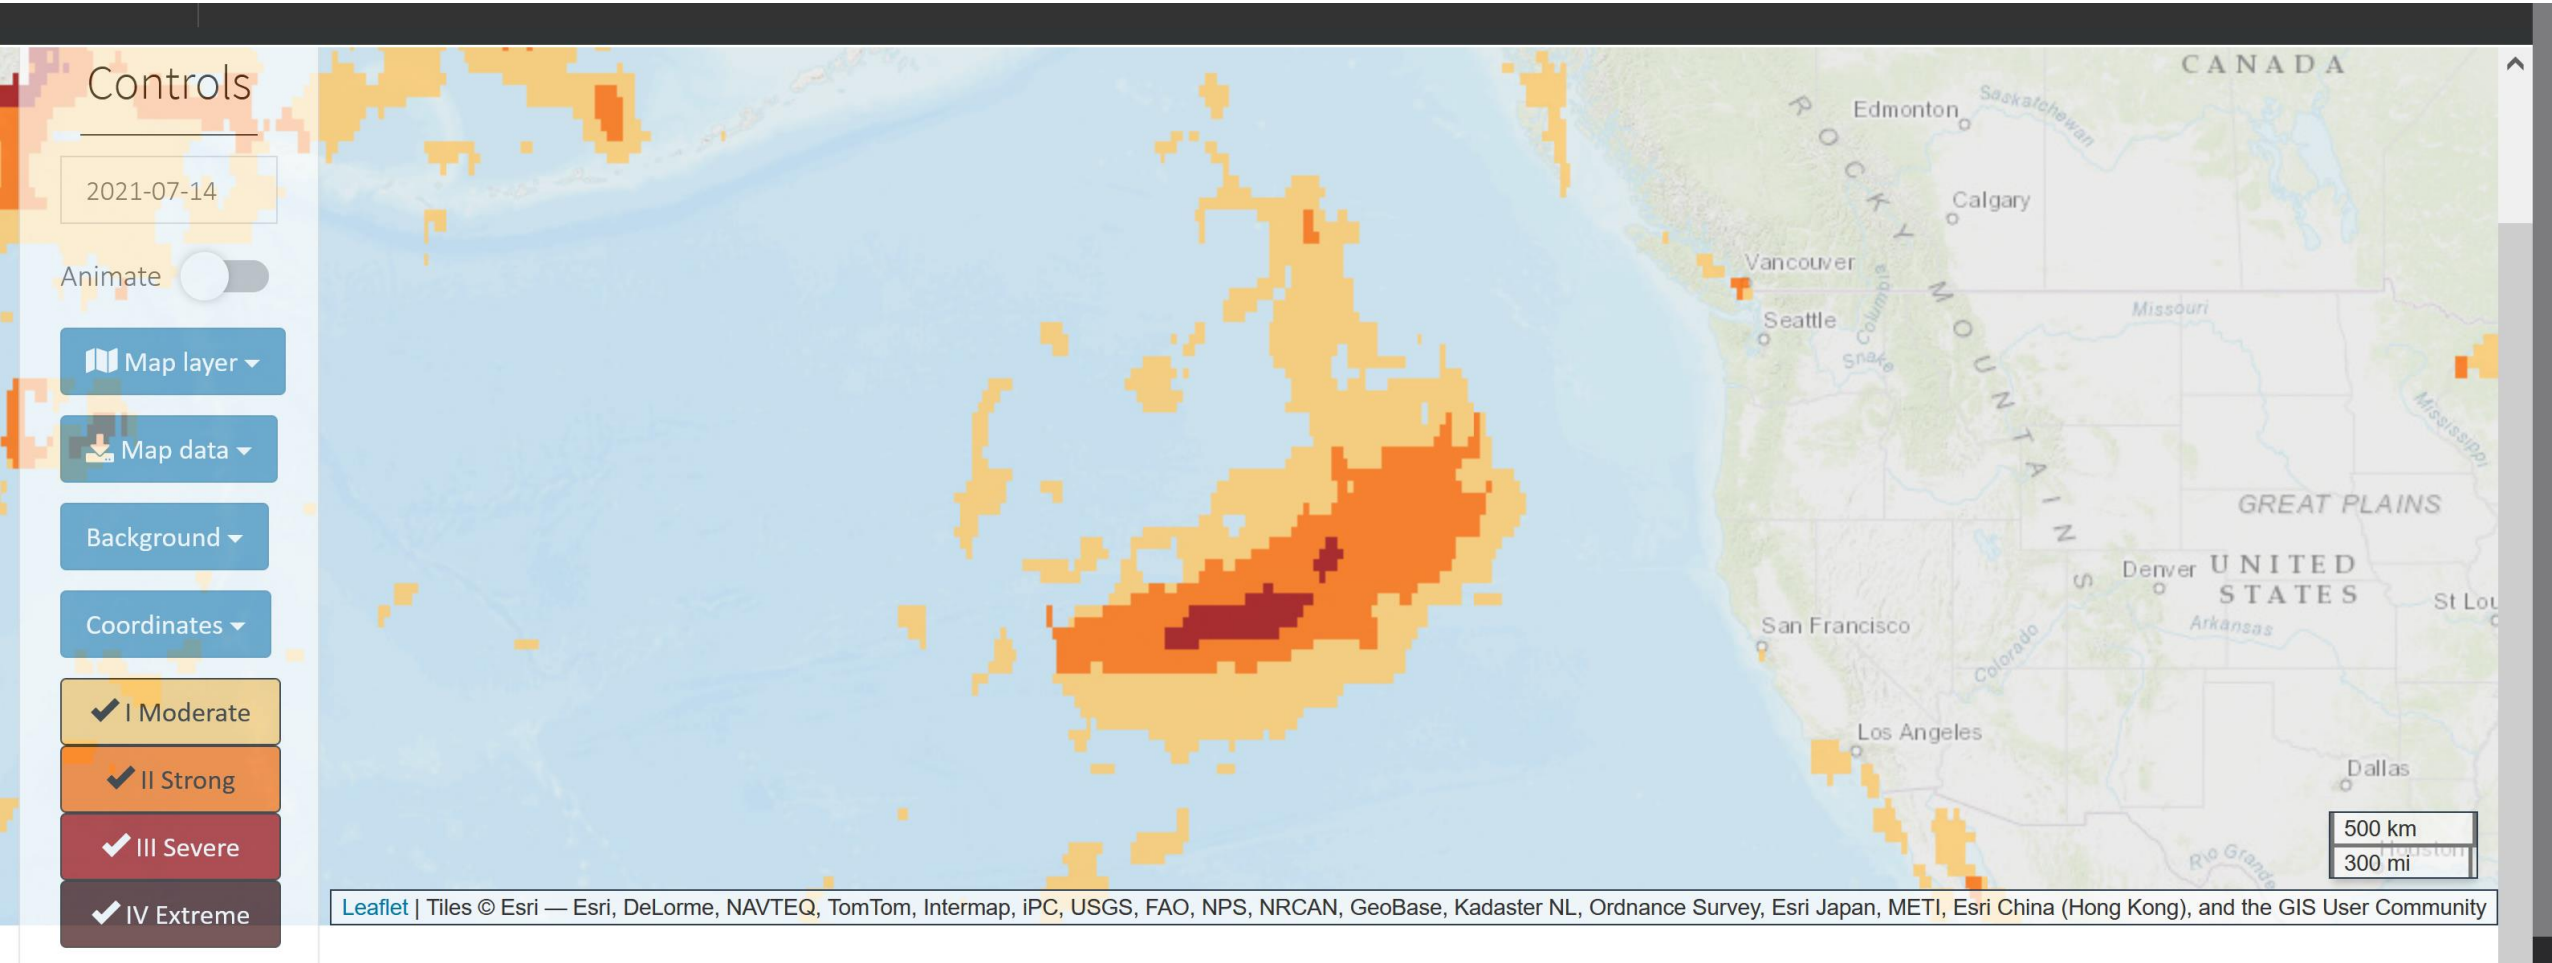 Controls
2021-07-14
Animate
Map layer
Map data
Background
Coordinates
I Moderate
II Strong
III Severe
IV Extreme
CANADA
Edmonton
Saskatchewan
ROCKY MOUNTAINS
Calgary
Vancouver
Columbia
Missouri
Seattle
Snake
Mississippi
GREAT PLAINS
Denver
UNITED
STATES
St Lou
San Francisco
Colorado
Arkansas
Los Angeles
Dallas
500 km
Houston
300 mi
Rio Grande
Leaflet | Tiles © Esri — Esri, DeLorme, NAVTEQ, TomTom, Intermap, iPC, USGS, FAO, NPS, NRCAN, GeoBase, Kadaster NL, Ordnance Survey, Esri Japan, METI, Esri China (Hong Kong), and the GIS User Community